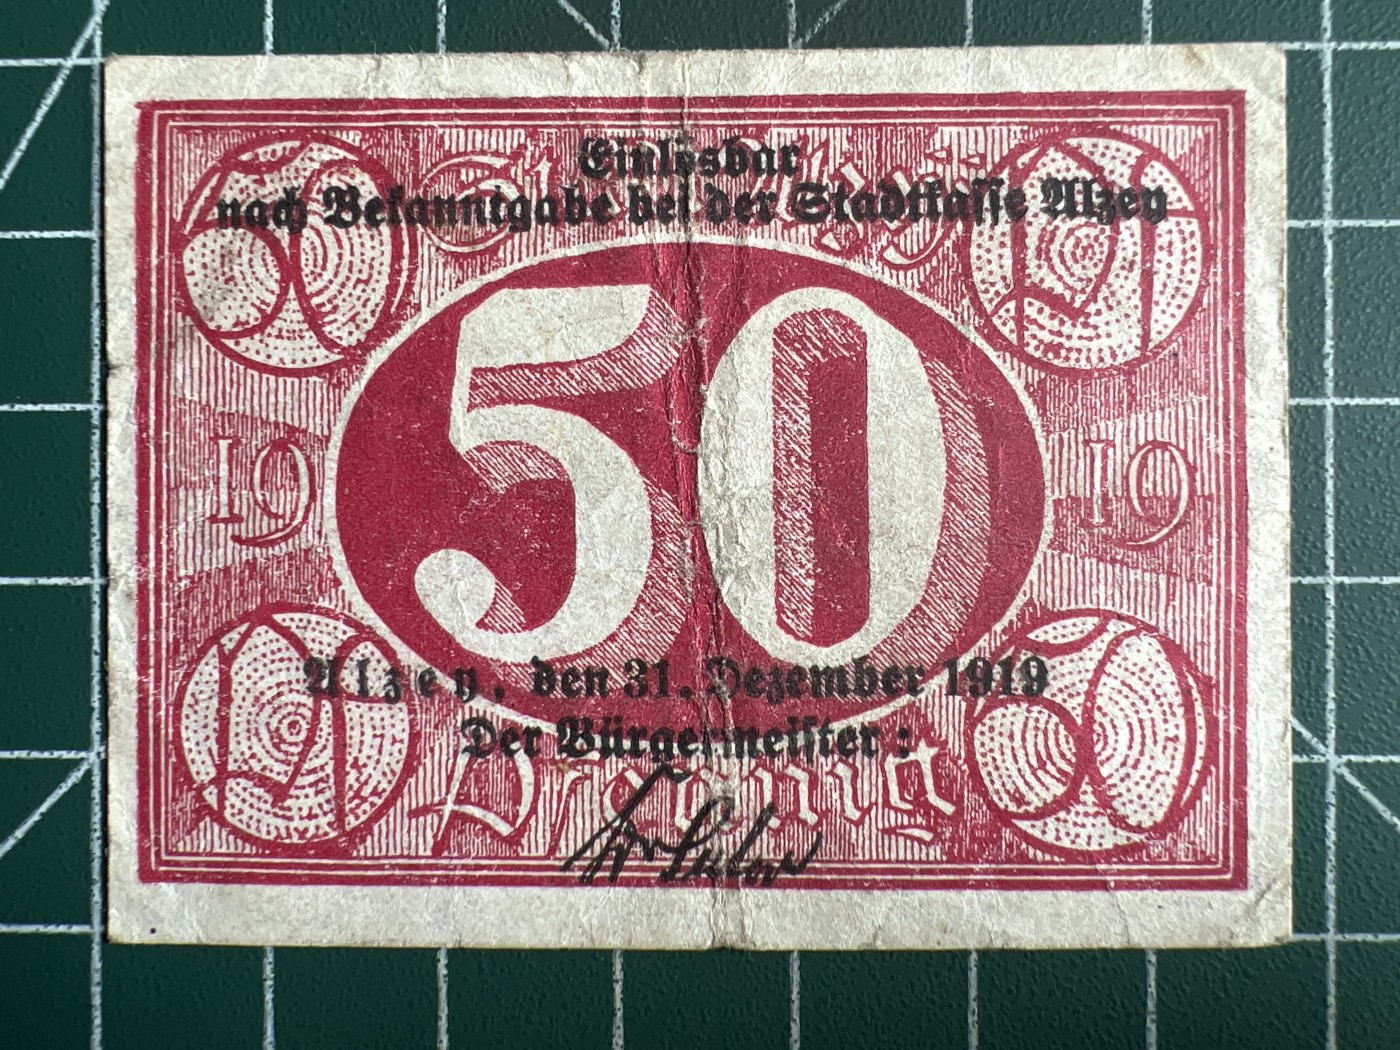 Einlösbar
nach Bekanntgabe bei der Stadtkasse Alzey
50
19 19
Alzey, den 31. Dezember 1919
Der Bürgermeister:
Pfennig